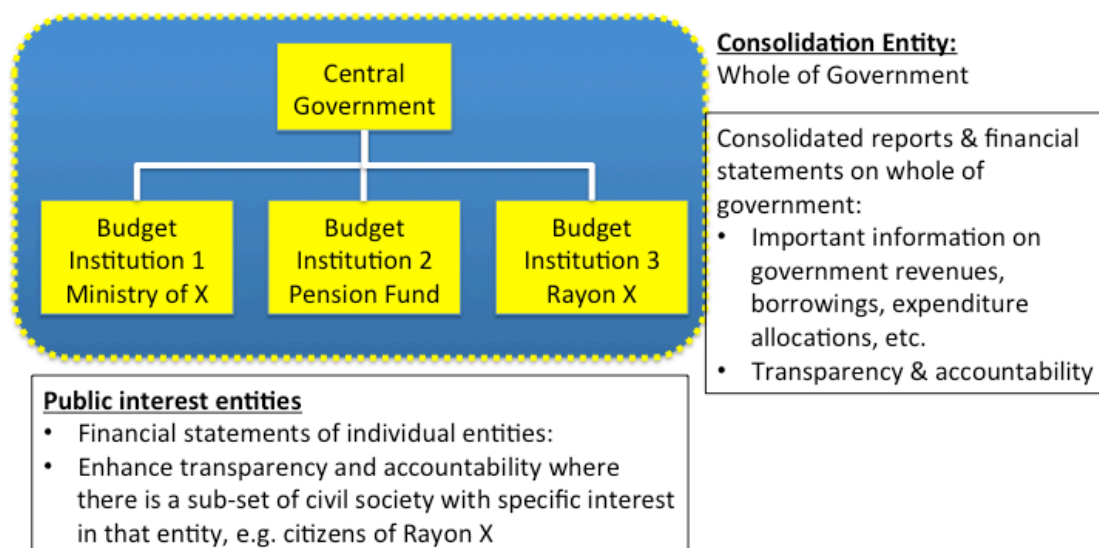 Central
Government
Budget
Institution 1
Ministry of X
Budget
Institution 2
Pension Fund
Budget
Institution 3
Rayon X
Consolidation Entity:
Whole of Government
Consolidated reports & financial
statements on whole of
government:
• Important information on
government revenues,
borrowings, expenditure
allocations, etc.
• Transparency & accountability
Public interest entities
• Financial statements of individual entities:
• Enhance transparency and accountability where
there is a sub-set of civil society with specific interest
in that entity, e.g. citizens of Rayon X